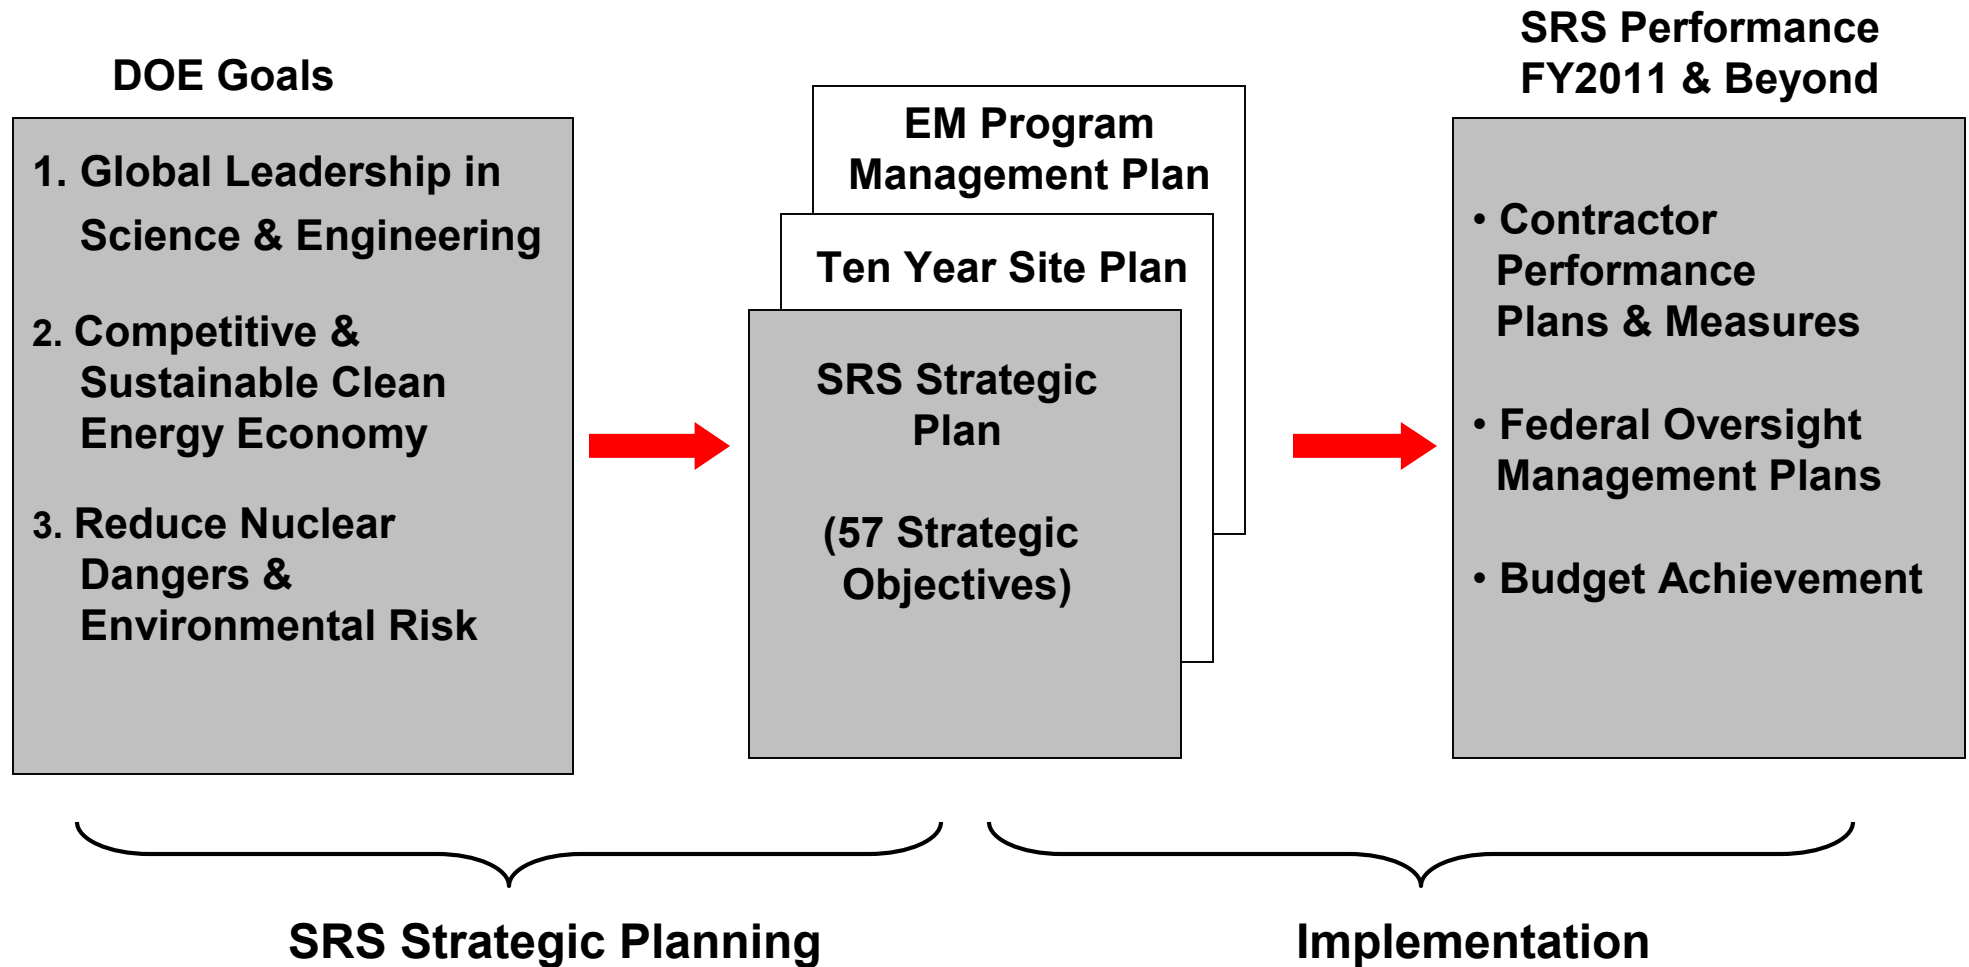 DOE Goals
1. Global Leadership in
Science & Engineering
2. Competitive &
Sustainable Clean
Energy Economy
3. Reduce Nuclear
Dangers &
Environmental Risk
EM Program
Management Plan
Ten Year Site Plan
SRS Strategic
Plan
(57 Strategic
Objectives)
SRS Performance
FY2011 & Beyond
• Contractor
Performance
Plans & Measures
• Federal Oversight
Management Plans
• Budget Achievement
SRS Strategic Planning
Implementation